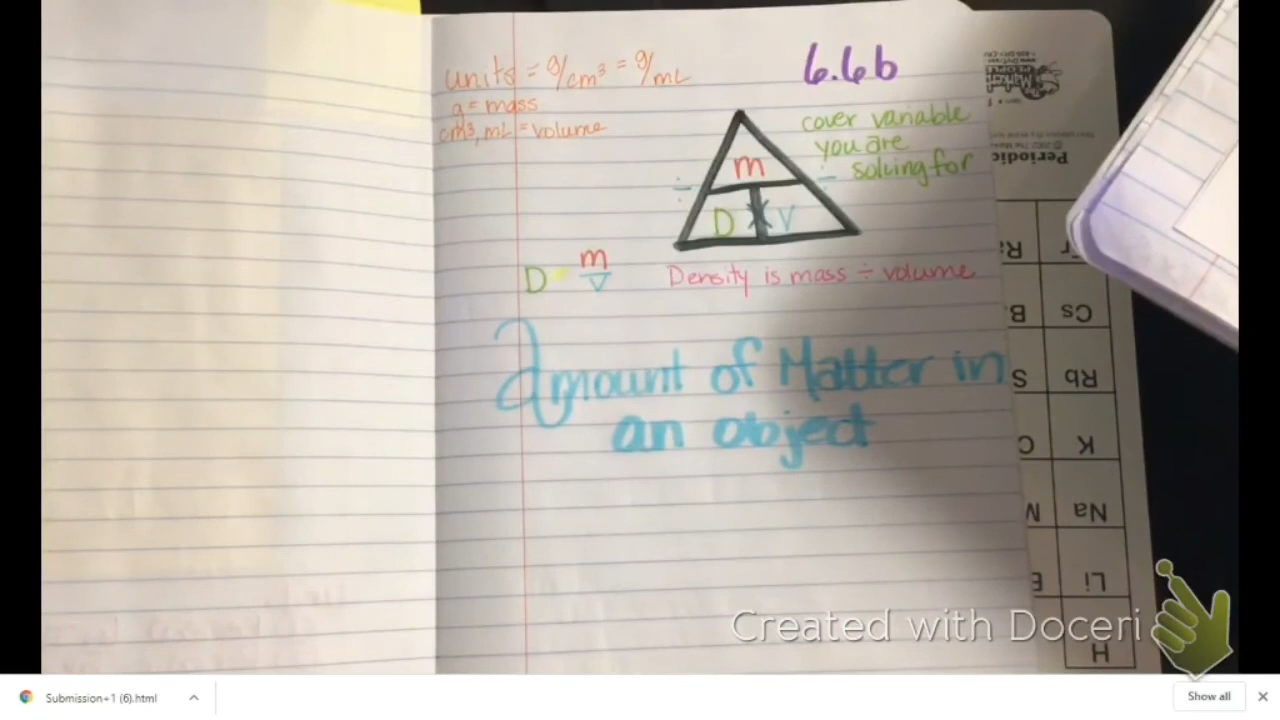 units = g/cm³ = g/mL
g = mass
cm³, mL = volume
6.6b
cover variable
you are
solving for
m
÷ ÷
D X V
D = m/V
Density is mass ÷ volume
Amount of Matter in
an object
Periodic
Cs
Rb
K
Na
Li
H
Created with Doceri
Submission+1 (6).html
Show all